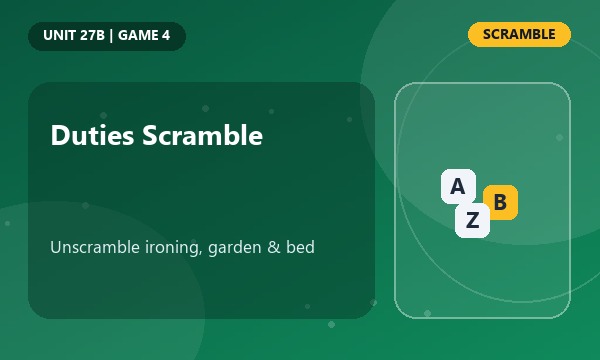 UNIT 27B | GAME 4
SCRAMBLE
Duties Scramble
Unscramble ironing, garden & bed
A
B
Z